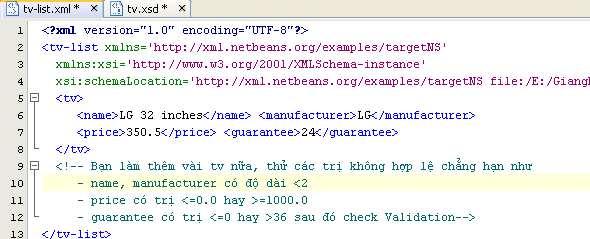 tv-list.xml * tv.xsd *
1 <?xml version="1.0" encoding="UTF-8"?>
2 <tv-list xmlns='http://xml.netbeans.org/examples/targetNS'
3 xmlns:xsi='http://www.w3.org/2001/XMLSchema-instance'
4 xsi:schemaLocation='http://xml.netbeans.org/examples/targetNS file:/E:/Giang
5 <tv>
6 <name>LG 32 inches</name> <manufacturer>LG</manufacturer>
7 <price>350.5</price> <guarantee>24</guarantee>
8 </tv>
9 <!-- Bạn làm thêm vài tv nữa, thử các trị không hợp lệ chẳng hạn như
10 - name, manufacturer có độ dài <2
11 - price có trị <=0.0 hay >=1000.0
12 - guarantee có trị <=0 hay >36 sau đó check Validation-->
13 </tv-list>